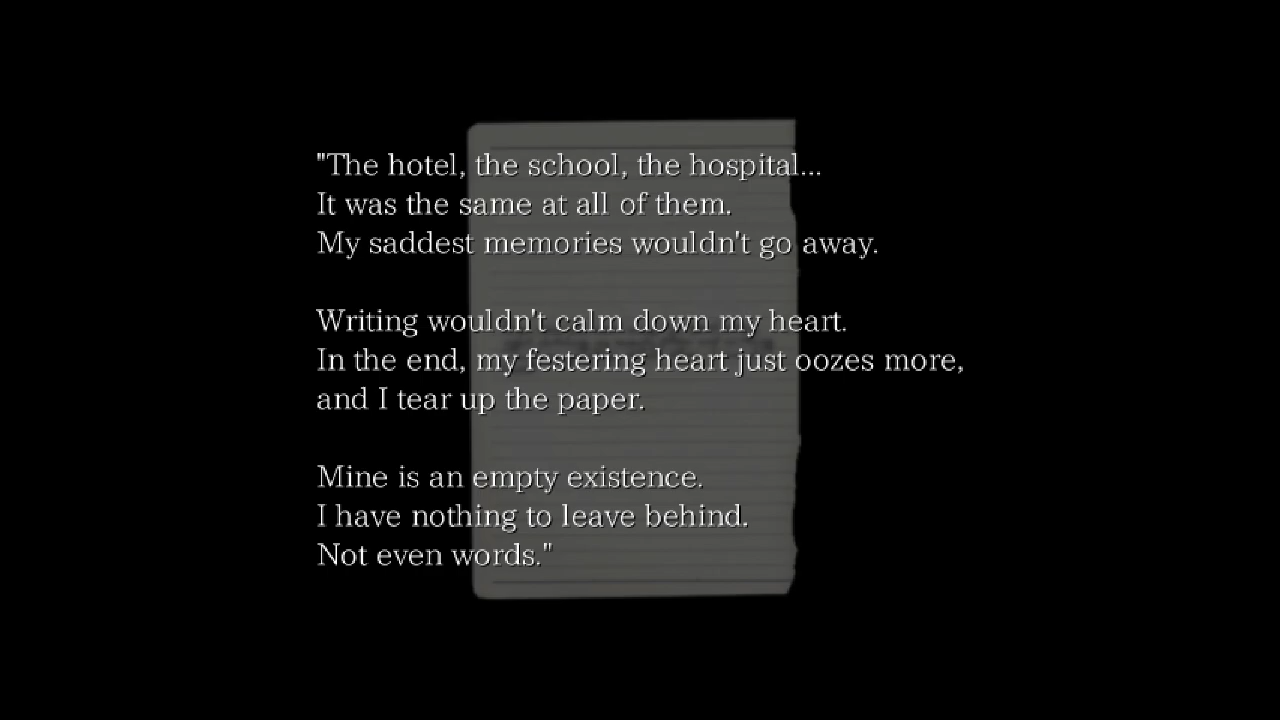 "The hotel, the school, the hospital...
It was the same at all of them.
My saddest memories wouldn't go away.
Writing wouldn't calm down my heart.
In the end, my festering heart just oozes more,
and I tear up the paper.
Mine is an empty existence.
I have nothing to leave behind.
Not even words."